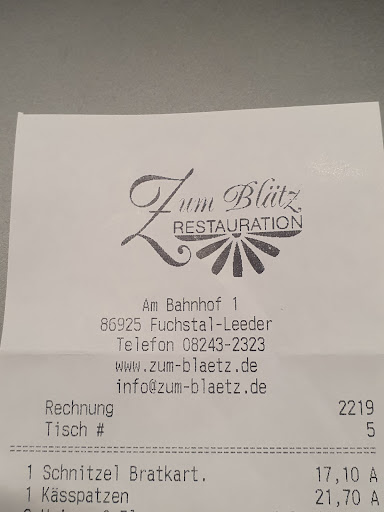 Zum Blätz
RESTAURATION
Am Bahnhof 1
86925 Fuchstal-Leeder
Telefon 08243-2323
www.zum-blaetz.de
info@zum-blaetz.de
Rechnung 2219
Tisch # 5
1 Schnitzel Bratkart. 17,10 A
1 Kässpatzen 21,70 A